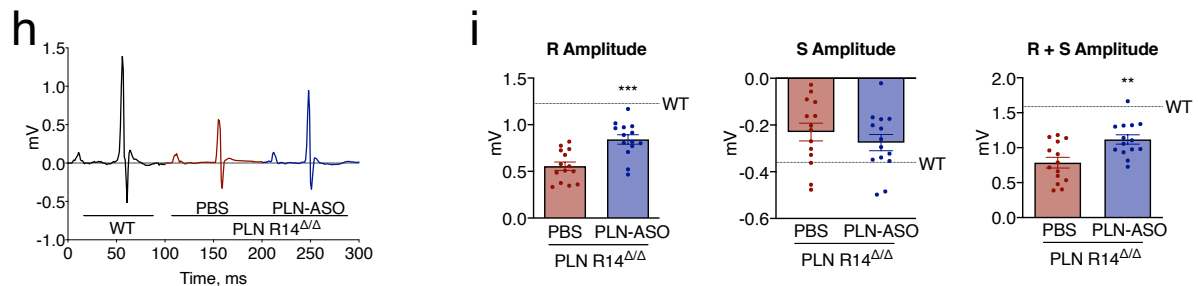 h
1.5
1.0
0.5
0.0
-0.5
-1.0
mV
WT
PBS
PLN-ASO
PLN R14Δ/Δ
0 50 100 150 200 250 300
Time, ms
i
R Amplitude
1.5
1.0
0.5
0.0
mV
***
WT
PBS PLN-ASO
PLN R14Δ/Δ
S Amplitude
0.0
-0.2
-0.4
-0.6
mV
WT
PBS PLN-ASO
PLN R14Δ/Δ
R + S Amplitude
2.0
1.5
1.0
0.5
0.0
mV
**
WT
PBS PLN-ASO
PLN R14Δ/Δ